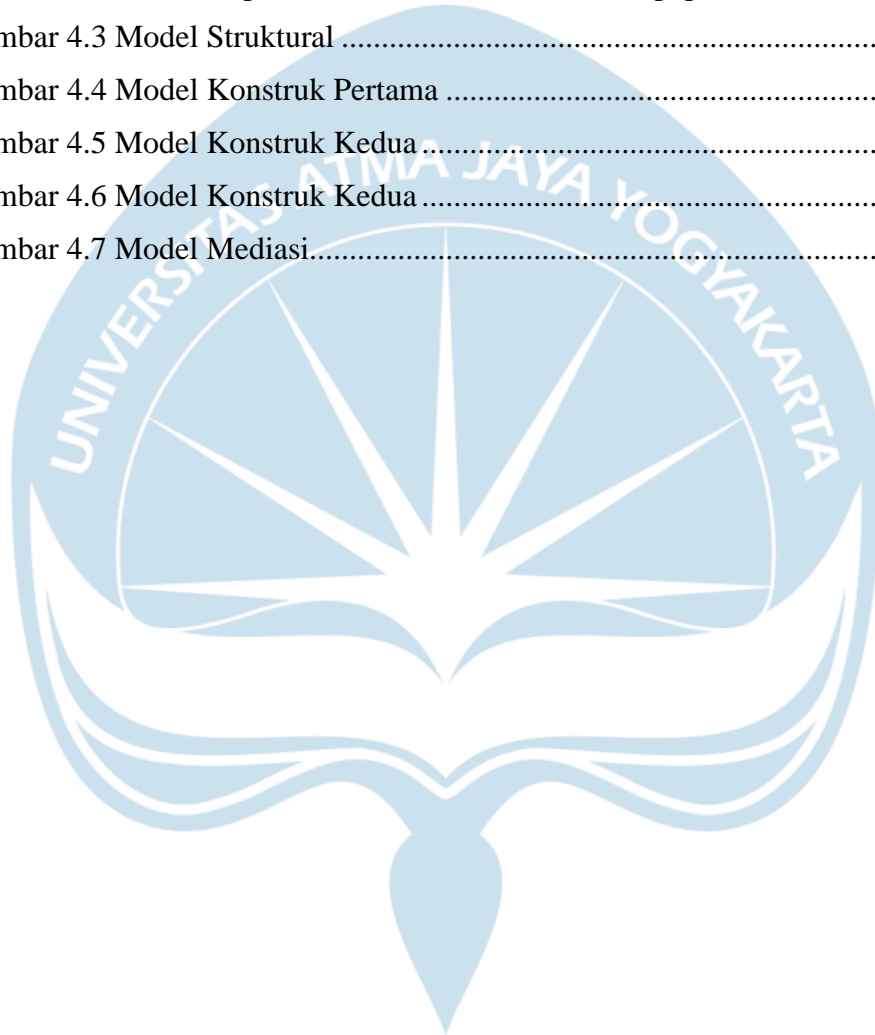 mbar 4.3 Model Struktural ....................................................................
mbar 4.4 Model Konstruk Pertama .......................................................
mbar 4.5 Model Konstruk Kedua ..........................................................
mbar 4.6 Model Konstruk Kedua ..........................................................
mbar 4.7 Model Mediasi........................................................................
UNIVERSITAS ATMA JAYA YOGYAKARTA